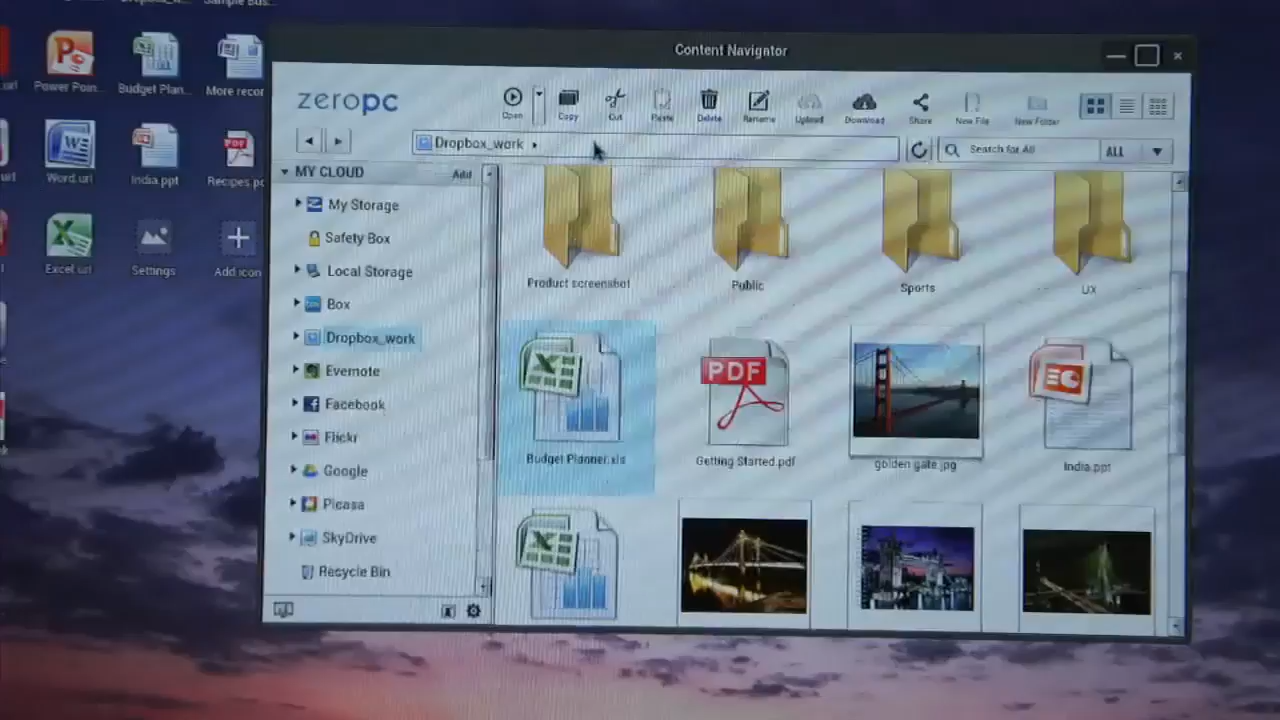 Content Navigator
zeropc
Open
Copy
Cut
Paste
Delete
Rename
Upload
Download
Share
New File
New Folder
Dropbox_work
Search for All
ALL
MY CLOUD
Add
My Storage
Safety Box
Local Storage
Box
Dropbox_work
Evernote
Facebook
Flickr
Google
Picasa
SkyDrive
Recycle Bin
Product screenshot
Public
Sports
UX
Budget Planner.xls
PDF
Getting Started.pdf
golden gate.jpg
India.ppt
Power Poin...
Budget Plan...
More recor
Word.url
India.ppt
PDF
Recipes.pc
Excel.url
Settings
Add icon